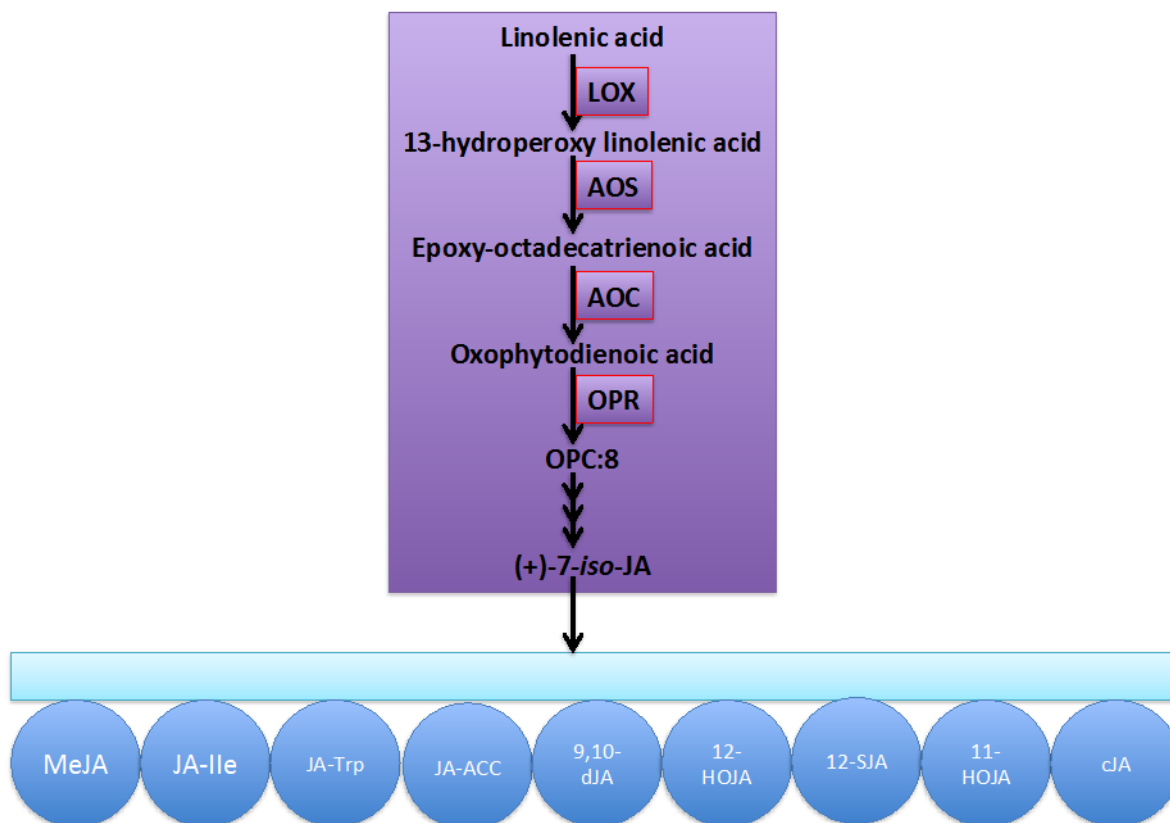 Linolenic acid
LOX
13-hydroperoxy linolenic acid
AOS
Epoxy-octadecatrienoic acid
AOC
Oxophytodienoic acid
OPR
OPC:8
(+)-7-iso-JA
MeJA
JA-Ile
JA-Trp
JA-ACC
9,10-
dJA
12-
HOJA
12-SJA
11-
HOJA
cJA